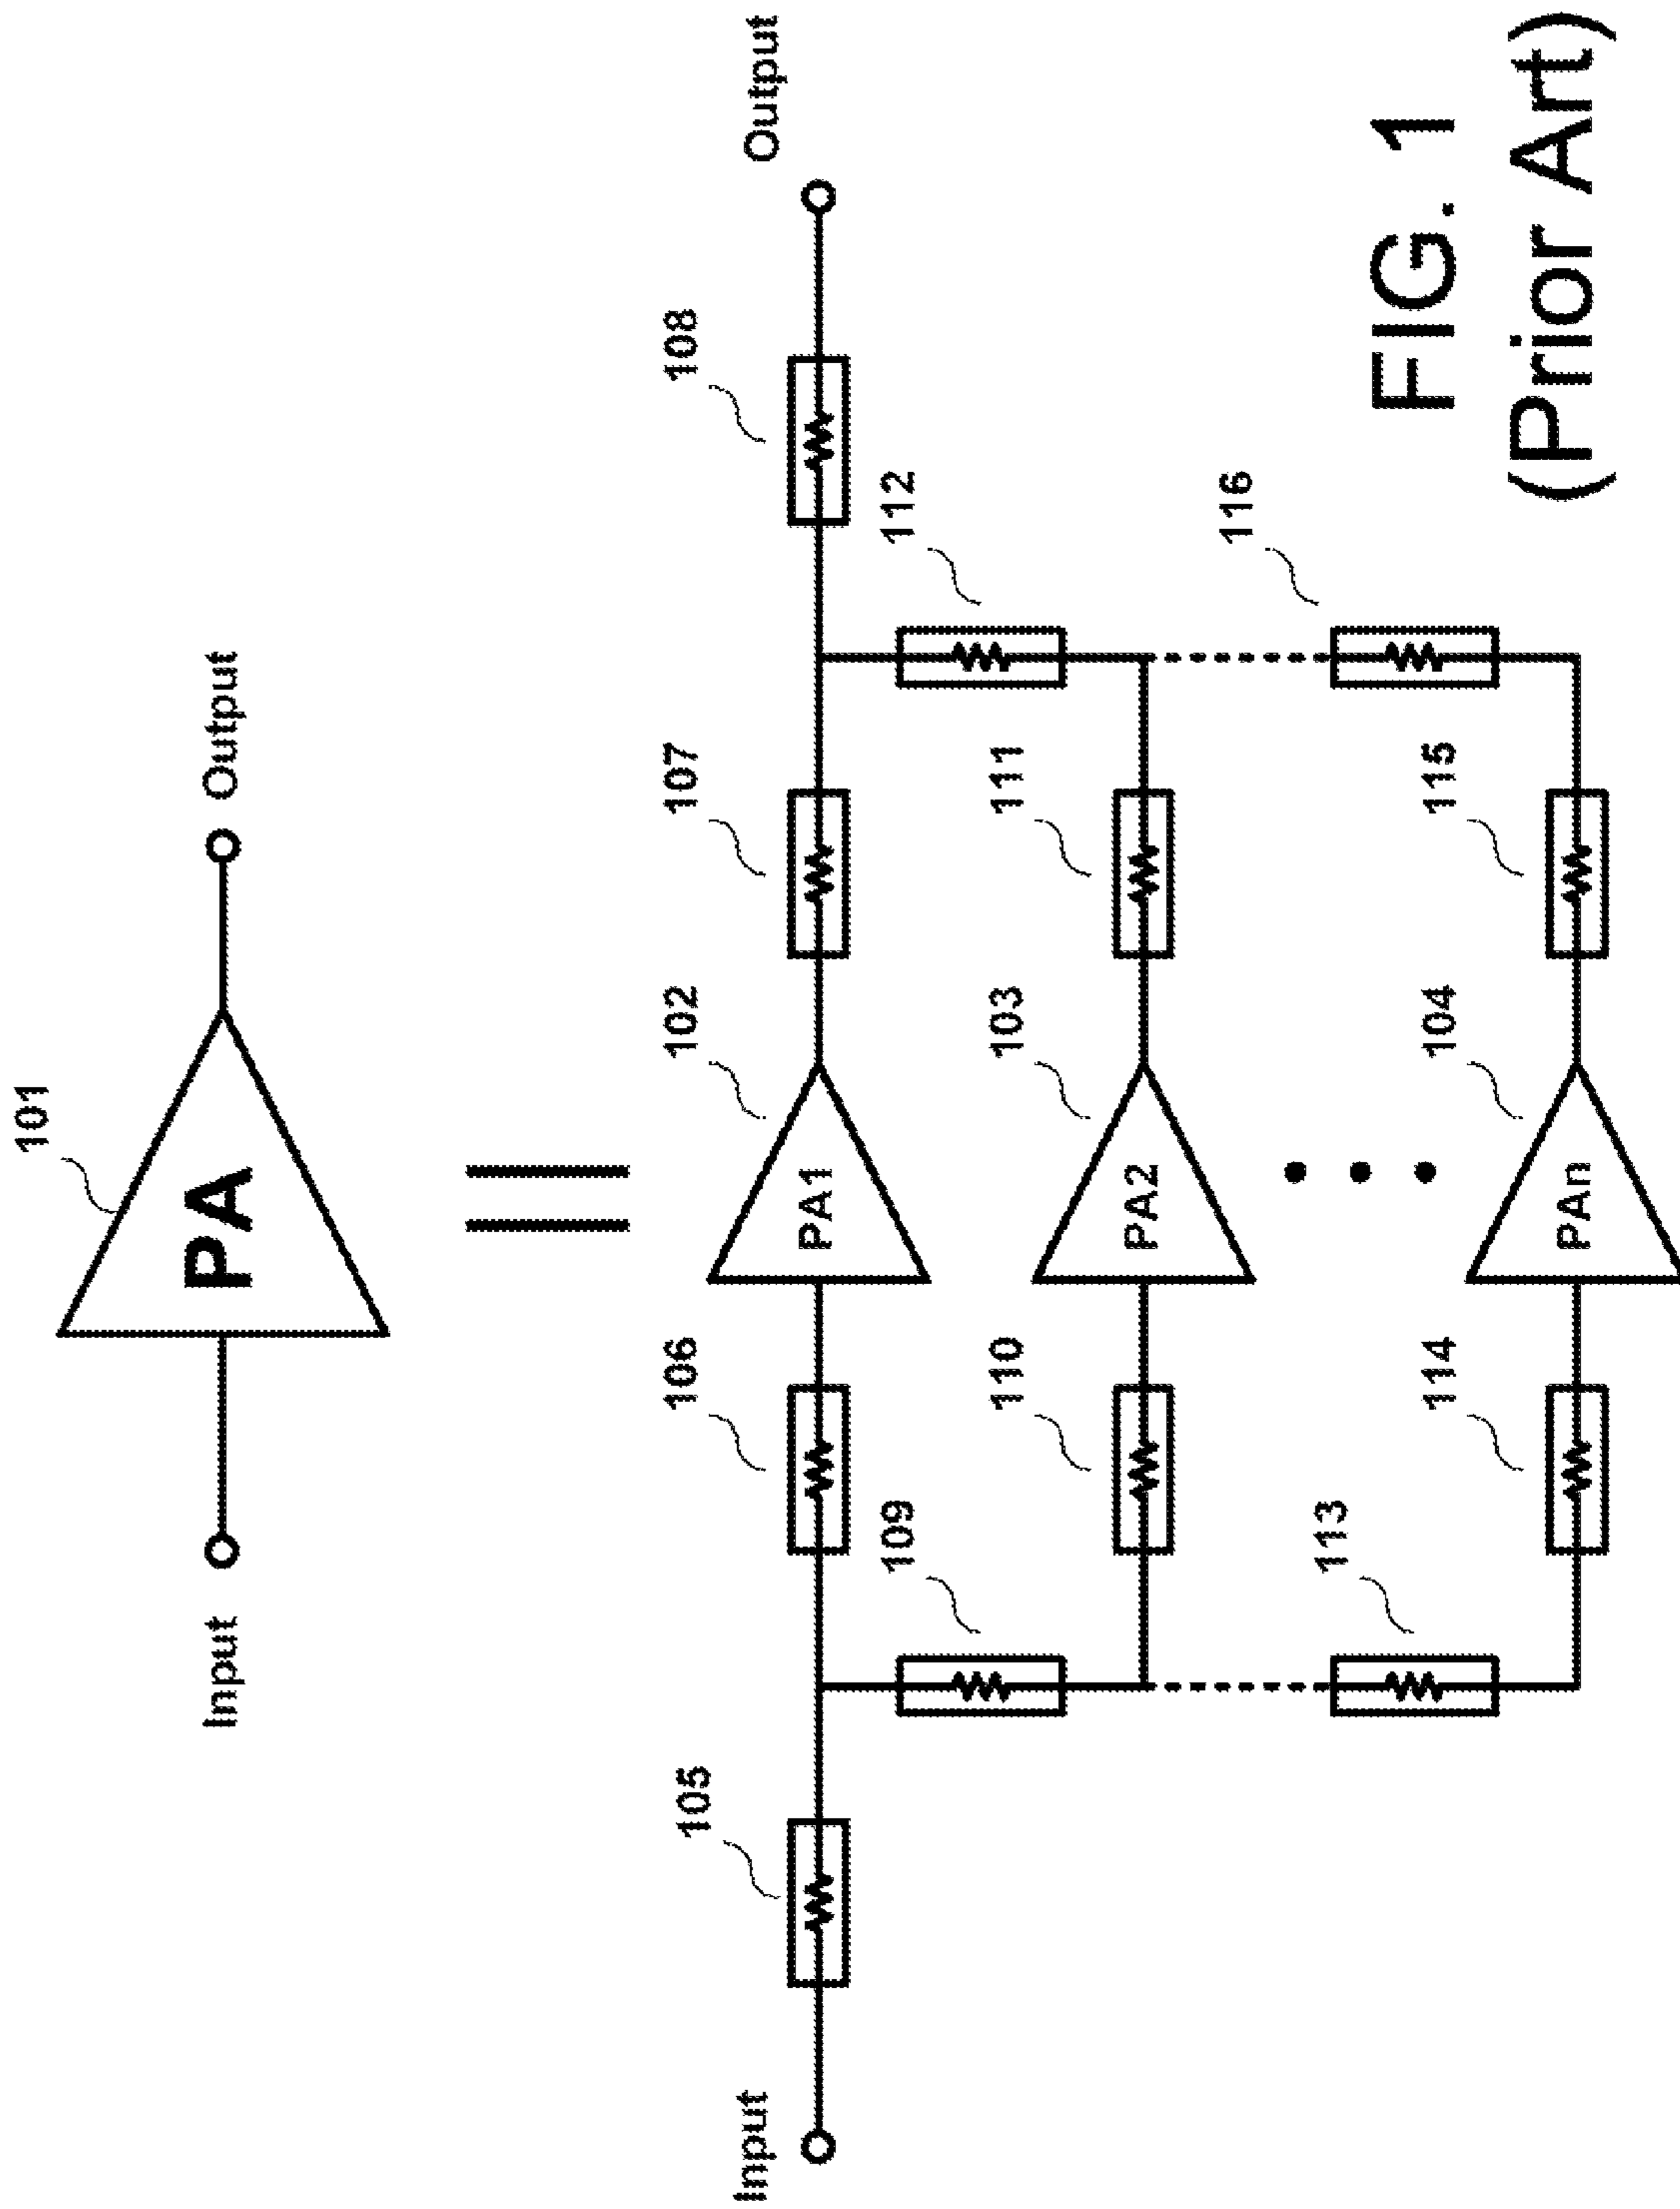 101
Input
PA
Output
105
106
102
107
108
Input
PA1
Output
109
110
103
111
112
PA2
113
114
104
115
116
PAn
FIG. 1
(Prior Art)